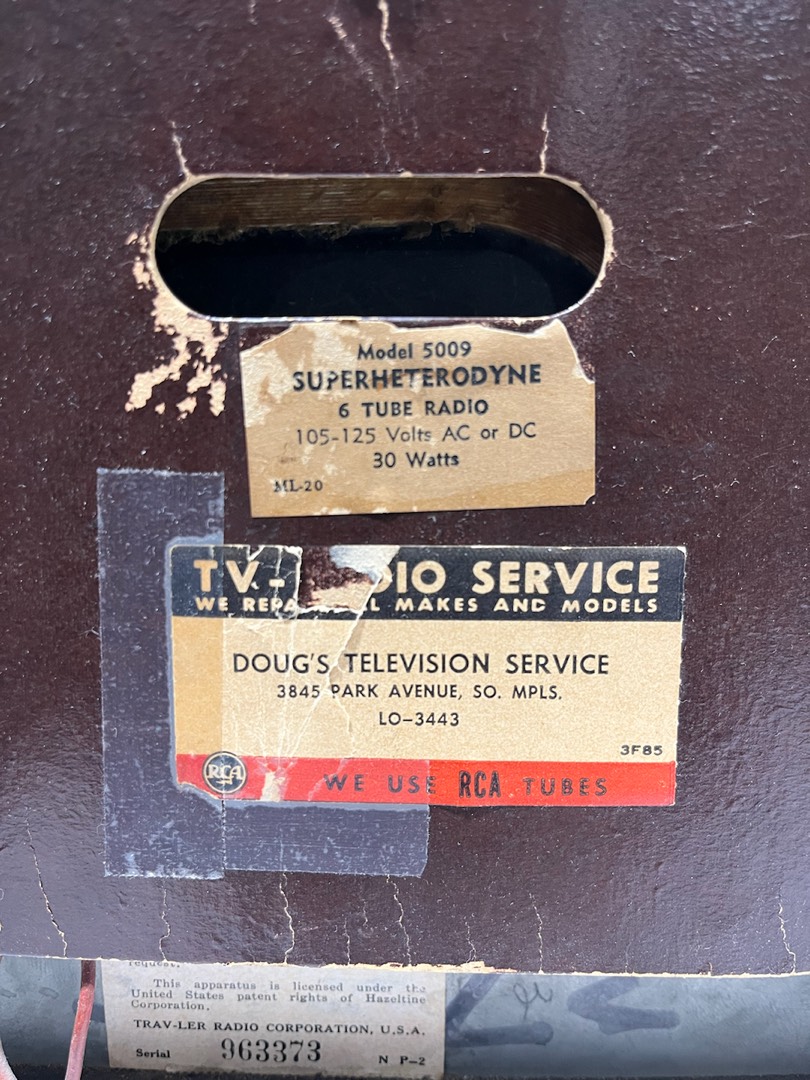 Model 5009
SUPERHETERODYNE
6 TUBE RADIO
105-125 Volts AC or DC
30 Watts
ML-20
TV- DIO SERVICE
WE REPA L MAKES AND MODELS
DOUG'S TELEVISION SERVICE
3845 PARK AVENUE, SO. MPLS.
LO-3443
3F85
RCA WE USE RCA TUBES
request.
This apparatus is licensed under the
United States patent rights of Hazeltine
Corporation.
TRAV-LER RADIO CORPORATION, U.S.A.
Serial 963373 N P-2